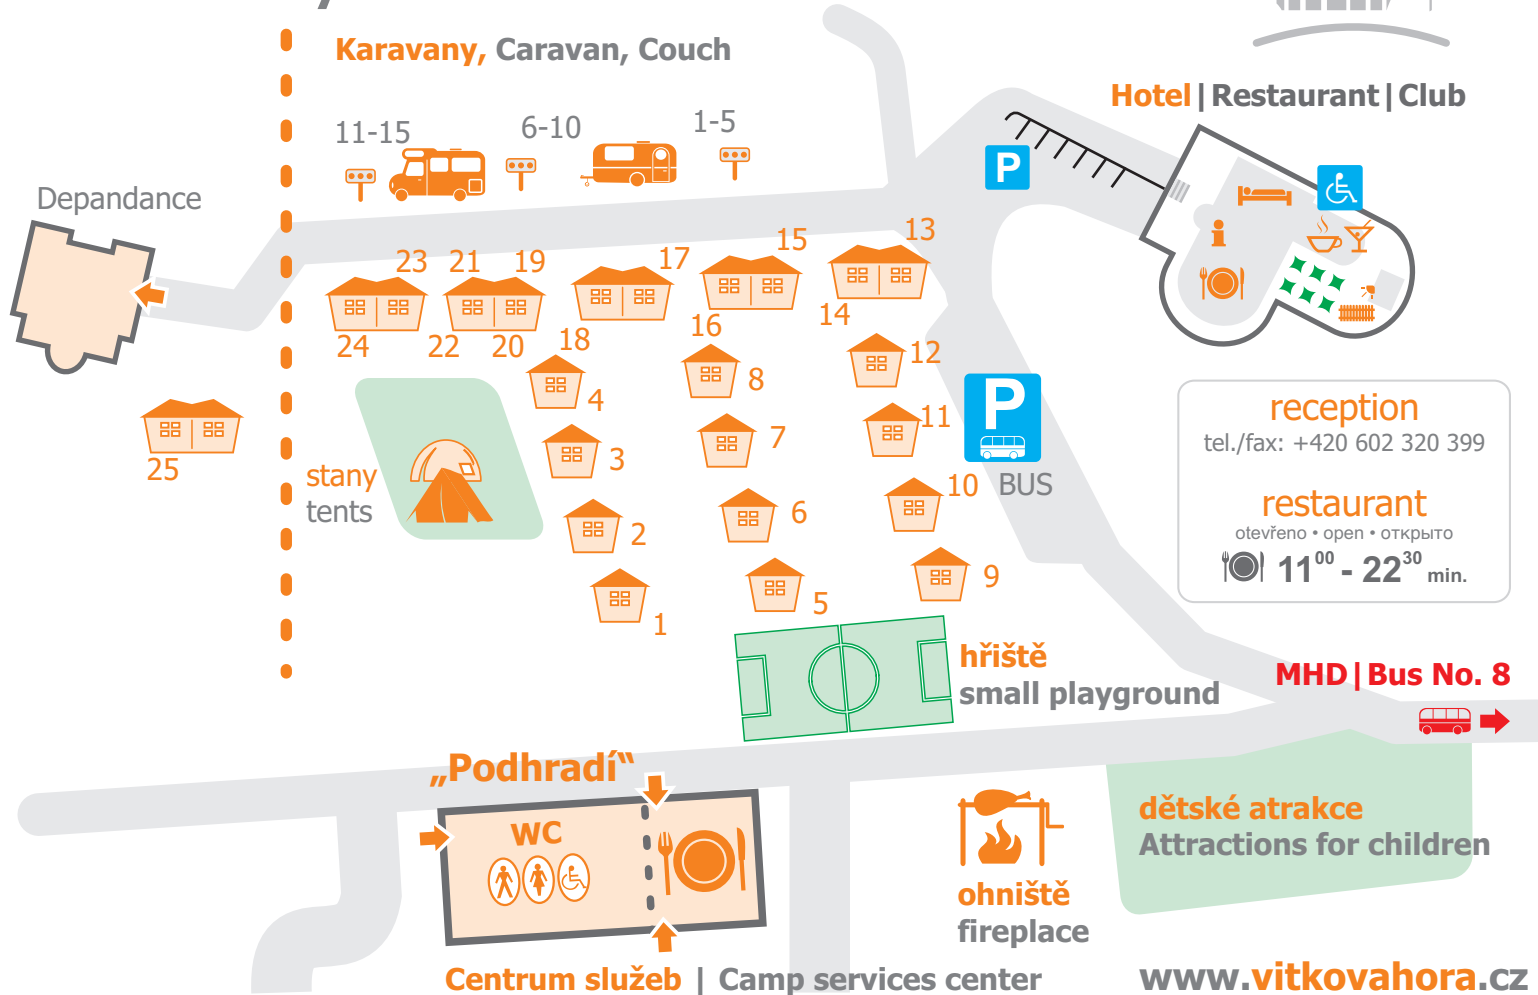 Karavany, Caravan, Couch
Hotel | Restaurant | Club
11-15
6-10
1-5
P
Depandance
13
15
17
23
21
19
14
16
18
24
22
20
12
8
4
P
11
7
3
25
reception
tel./fax: +420 602 320 399
stany
tents
10
BUS
6
2
restaurant
otevřeno • open • открыто
11⁰⁰ - 22³⁰ min.
9
5
1
hřiště
small playground
MHD | Bus No. 8
„Podhradí“
WC
dětské atrakce
Attractions for children
ohniště
fireplace
Centrum služeb | Camp services center
www.vitkovahora.cz